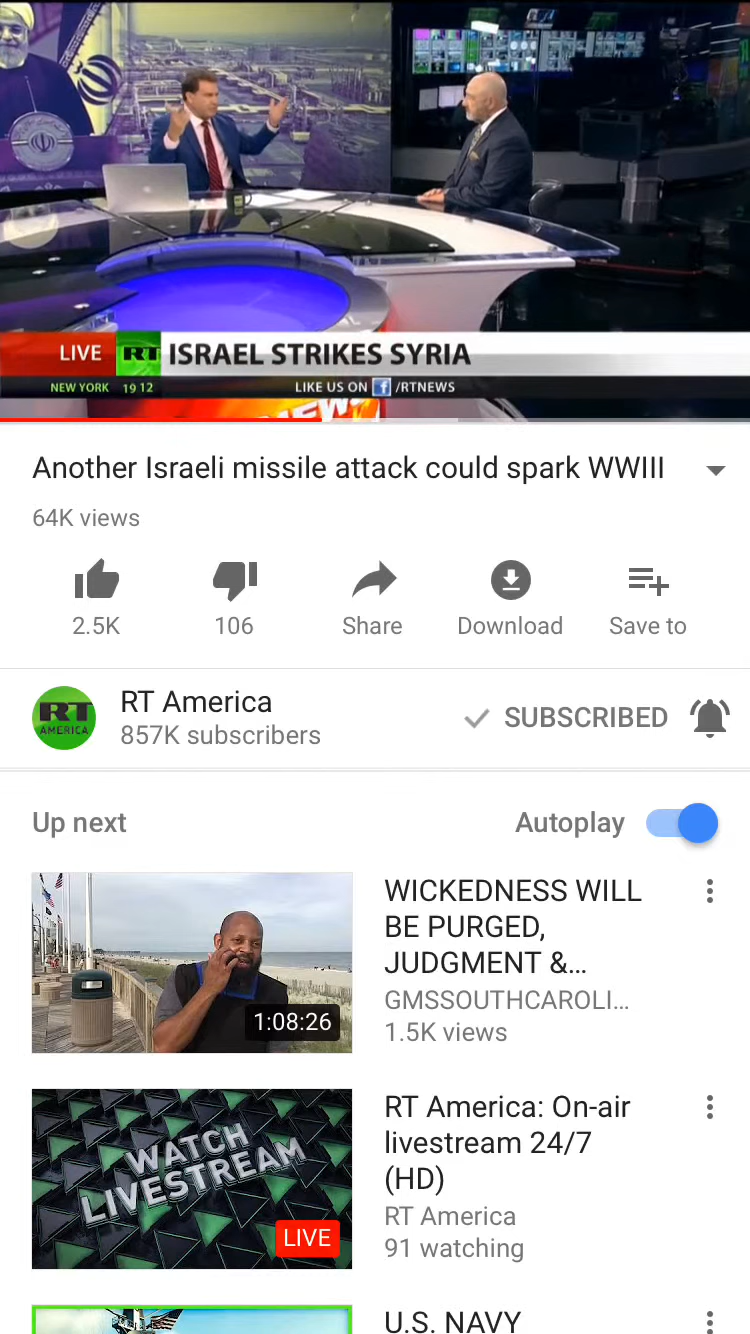 LIVE RT ISRAEL STRIKES SYRIA
NEW YORK 19 12 LIKE US ON f /RTNEWS
NEWS
Another Israeli missile attack could spark WWIII
64K views
2.5K 106 Share Download Save to
RT AMERICA
RT America
857K subscribers
SUBSCRIBED
Up next Autoplay
1:08:26
WICKEDNESS WILL
BE PURGED,
JUDGMENT &...
GMSSOUTHCAROLI...
1.5K views
WATCH
LIVESTREAM
LIVE
RT America: On-air
livestream 24/7
(HD)
RT America
91 watching
U.S. NAVY